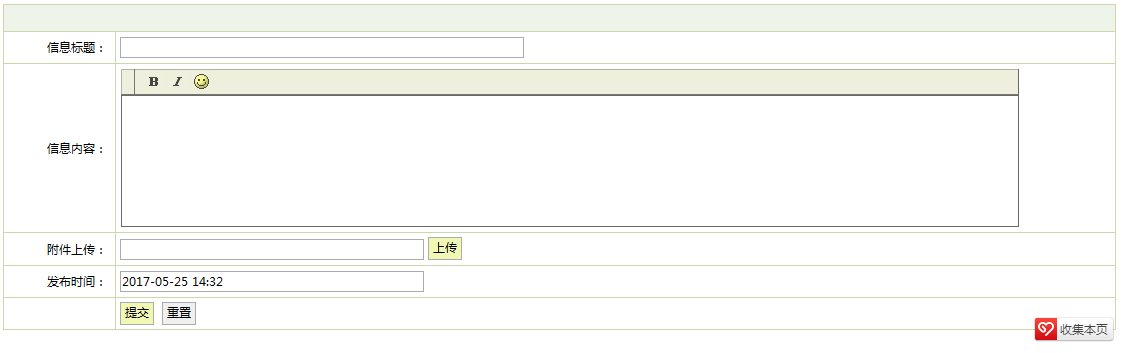 信息标题：
B I
信息内容：
附件上传： 上传
发布时间： 2017-05-25 14:32
提交 重置
收集本页